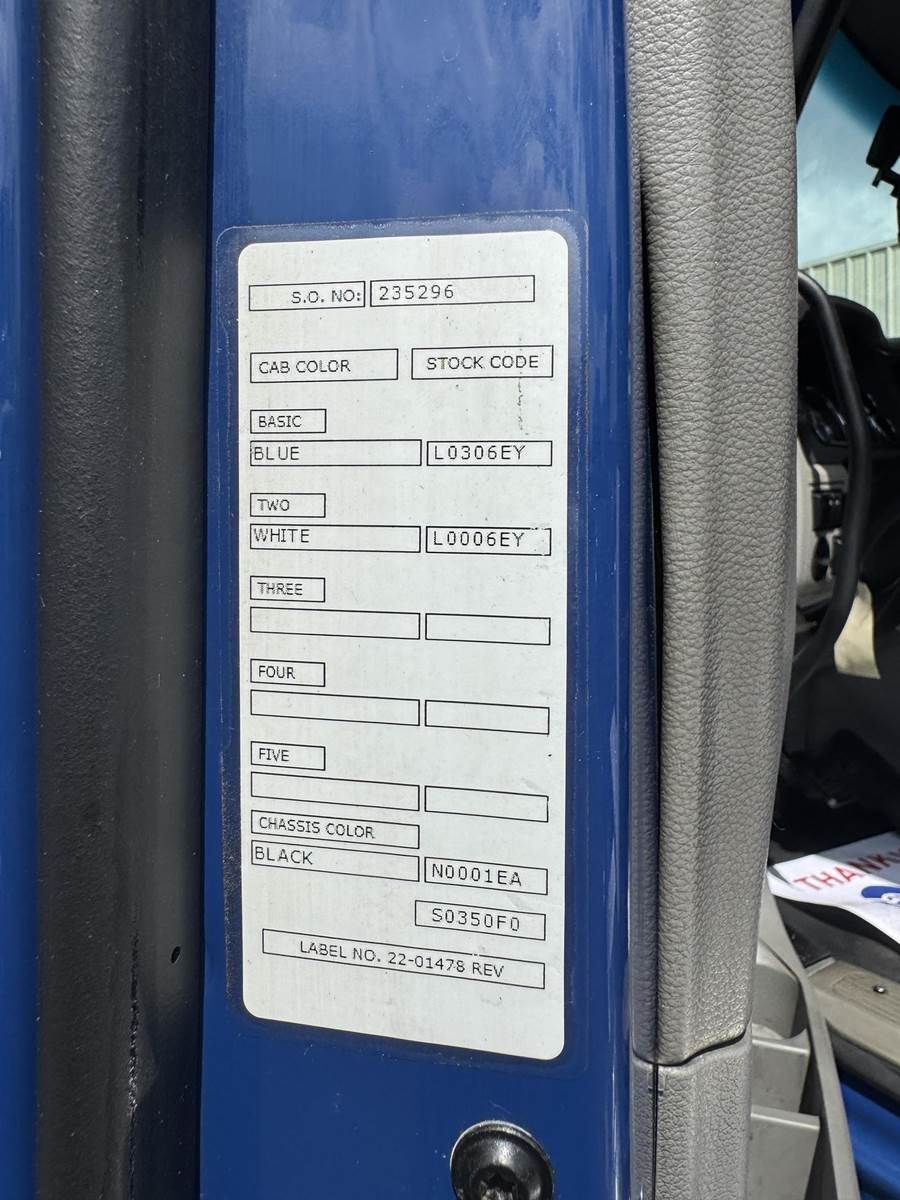 S.O. NO: 235296
CAB COLOR STOCK CODE
BASIC
BLUE L0306EY
TWO
WHITE L0006EY
THREE
FOUR
FIVE
CHASSIS COLOR
BLACK N0001EA
S0350F0
LABEL NO. 22-01478 REV